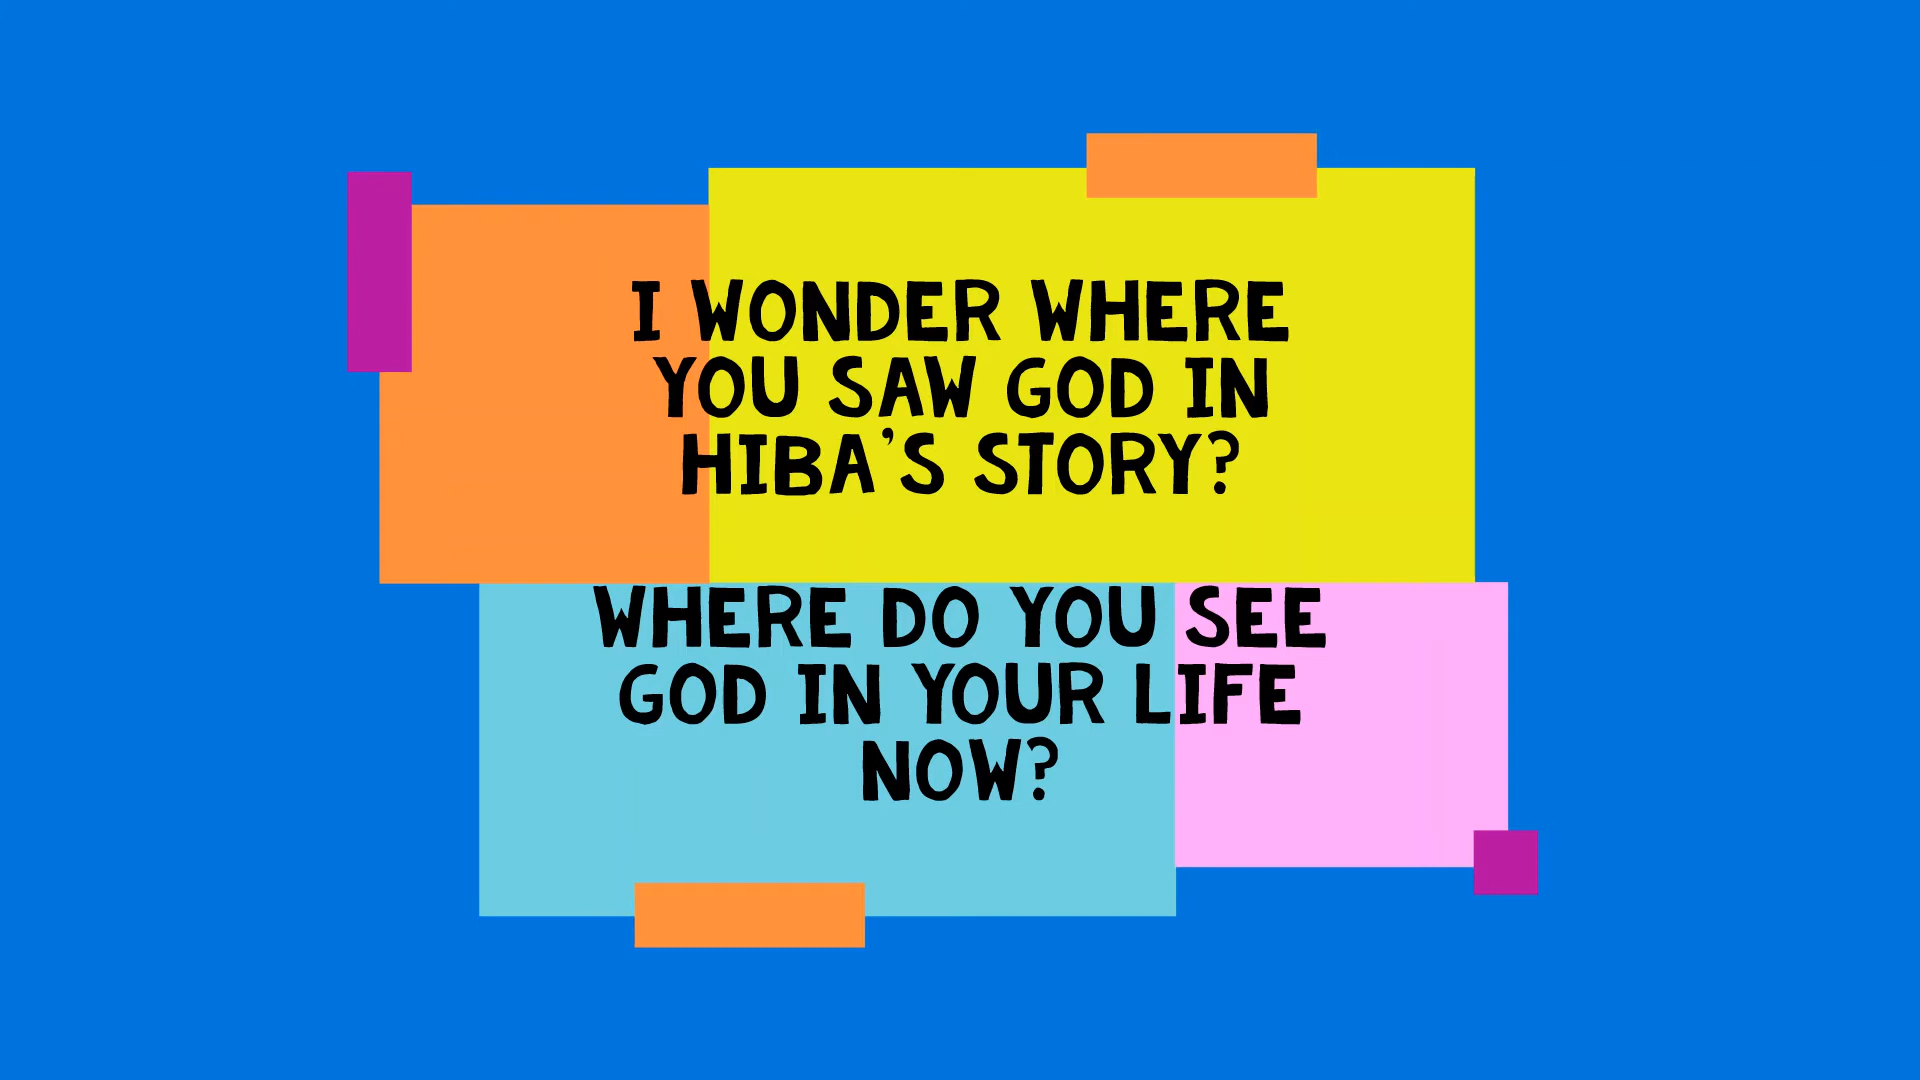 I WONDER WHERE
YOU SAW GOD IN
HIBA'S STORY?
WHERE DO YOU SEE
GOD IN YOUR LIFE
NOW?